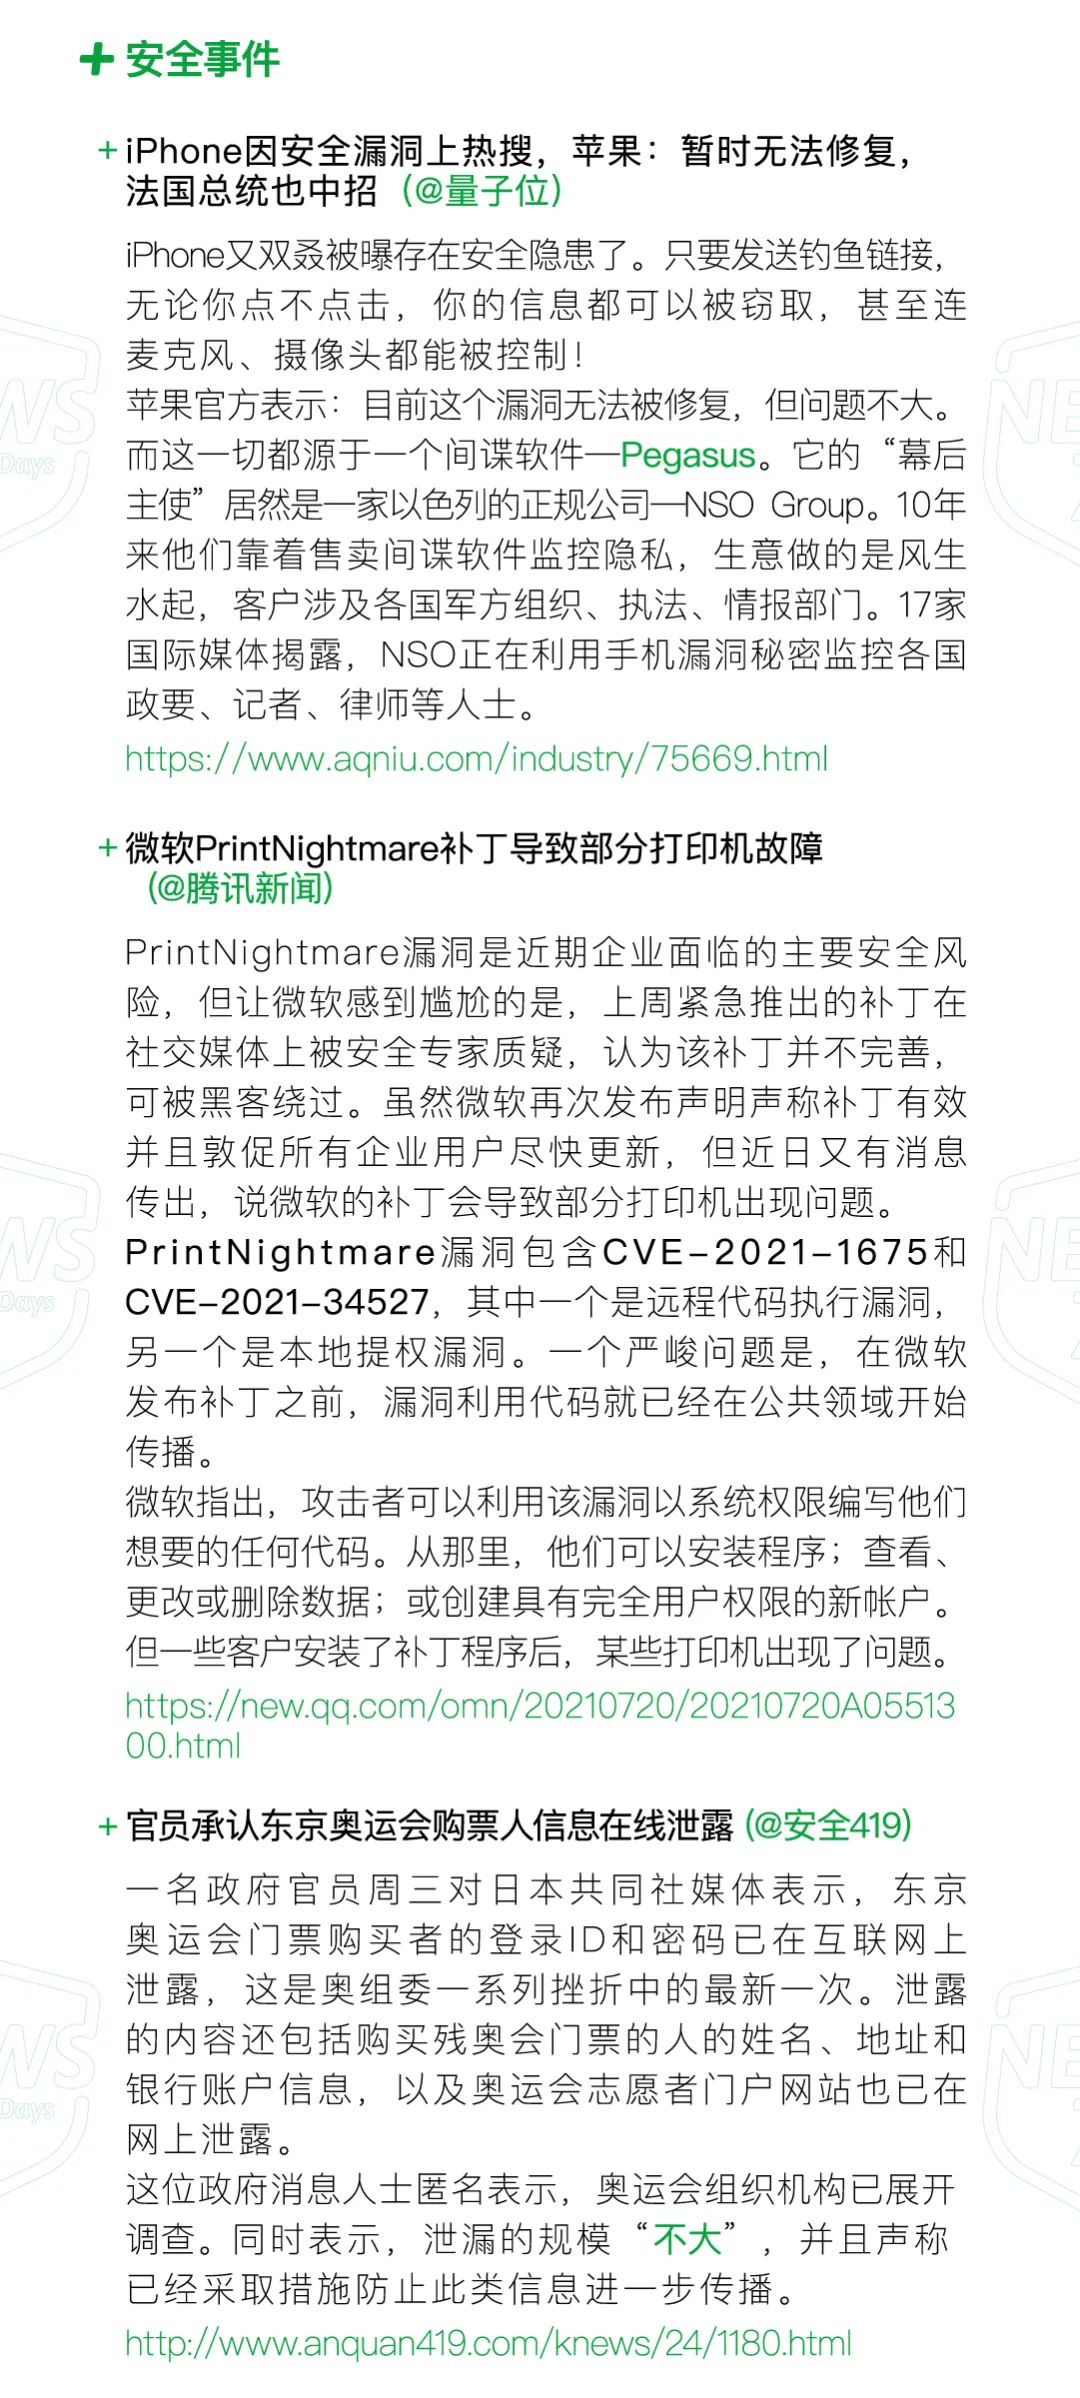 安全事件
+ iPhone因安全漏洞上热搜，苹果：暂时无法修复，
法国总统也中招（@量子位）
iPhone又双叒被曝存在安全隐患了。只要发送钓鱼链接，
无论你点不点击，你的信息都可以被窃取，甚至连
麦克风、摄像头都能被控制！
苹果官方表示：目前这个漏洞无法被修复，但问题不大。
而这一切都源于一个间谍软件—Pegasus。它的“幕后
主使”居然是一家以色列的正规公司—NSO Group。10年
来他们靠着售卖间谍软件监控隐私，生意做的是风生
水起，客户涉及各国军方组织、执法、情报部门。17家
国际媒体揭露，NSO正在利用手机漏洞秘密监控各国
政要、记者、律师等人士。
https://www.aqniu.com/industry/75669.html
+ 微软PrintNightmare补丁导致部分打印机故障
（@腾讯新闻）
PrintNightmare漏洞是近期企业面临的主要安全风
险，但让微软感到尴尬的是，上周紧急推出的补丁在
社交媒体上被安全专家质疑，认为该补丁并不完善，
可被黑客绕过。虽然微软再次发布声明声称补丁有效
并且敦促所有企业用户尽快更新，但近日又有消息
传出，说微软的补丁会导致部分打印机出现问题。
PrintNightmare漏洞包含CVE-2021-1675和
CVE-2021-34527，其中一个是远程代码执行漏洞，
另一个是本地提权漏洞。一个严峻问题是，在微软
发布补丁之前，漏洞利用代码就已经在公共领域开始
传播。
微软指出，攻击者可以利用该漏洞以系统权限编写他们
想要的任何代码。从那里，他们可以安装程序；查看、
更改或删除数据；或创建具有完全用户权限的新帐户。
但一些客户安装了补丁程序后，某些打印机出现了问题。
https://new.qq.com/omn/20210720/20210720A05513
00.html
+ 官员承认东京奥运会购票人信息在线泄露（@安全419）
一名政府官员周三对日本共同社媒体表示，东京
奥运会门票购买者的登录ID和密码已在互联网上
泄露，这是奥组委一系列挫折中的最新一次。泄露
的内容还包括购买残奥会门票的人的姓名、地址和
银行账户信息，以及奥运会志愿者门户网站也已在
网上泄露。
这位政府消息人士匿名表示，奥运会组织机构已展开
调查。同时表示，泄漏的规模“不大”，并且声称
已经采取措施防止此类信息进一步传播。
http://www.anquan419.com/knews/24/1180.html